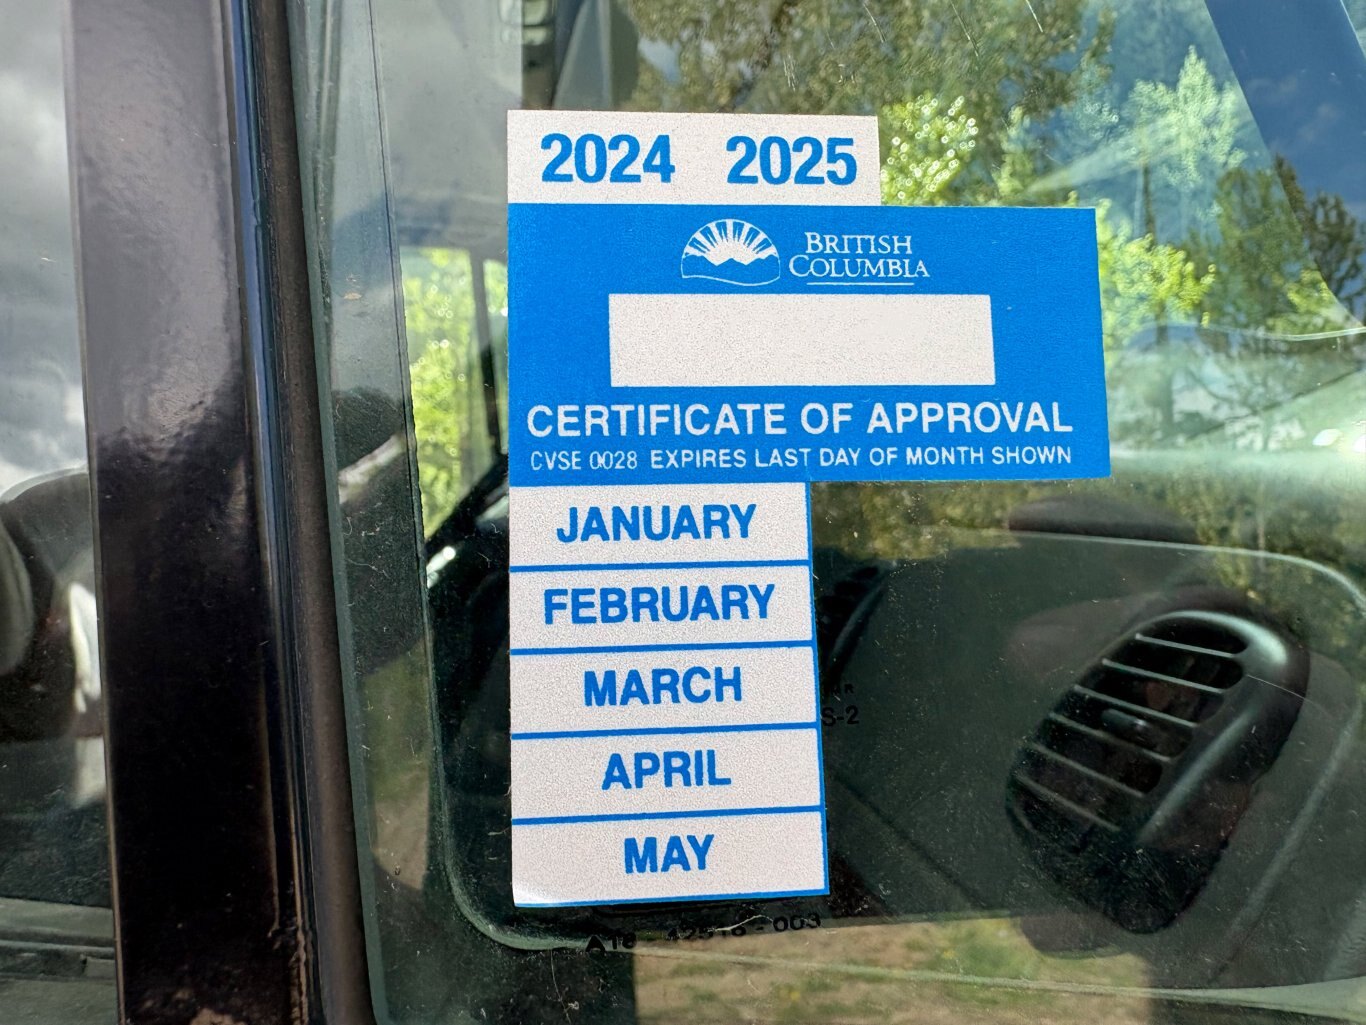 2024 2025
BRITISH
COLUMBIA
CERTIFICATE OF APPROVAL
CVSE 0028 EXPIRES LAST DAY OF MONTH SHOWN
JANUARY
FEBRUARY
MARCH
S-2
APRIL
MAY